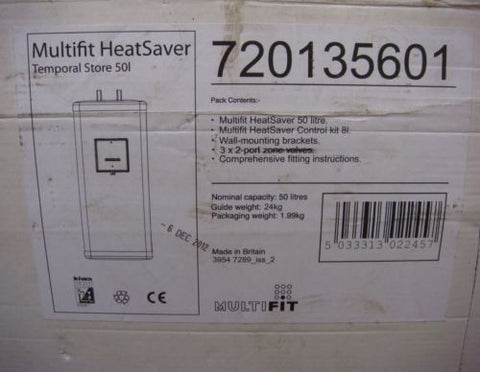 Multifit HeatSaver
Temporal Store 50l
720135601
Pack Contents:-
• Multifit HeatSaver 50 litre.
• Multifit HeatSaver Control kit 8l.
• Wall-mounting brackets.
• 3 x 2-port zone valves.
• Comprehensive fitting instructions.
Nominal capacity: 50 litres
Guide weight: 24kg
Packaging weight: 1.99kg
- 6 DEC 2012
Made in Britain
3954 7289_iss_2
5 033313 022457
kiwa
CE
MULTIFIT